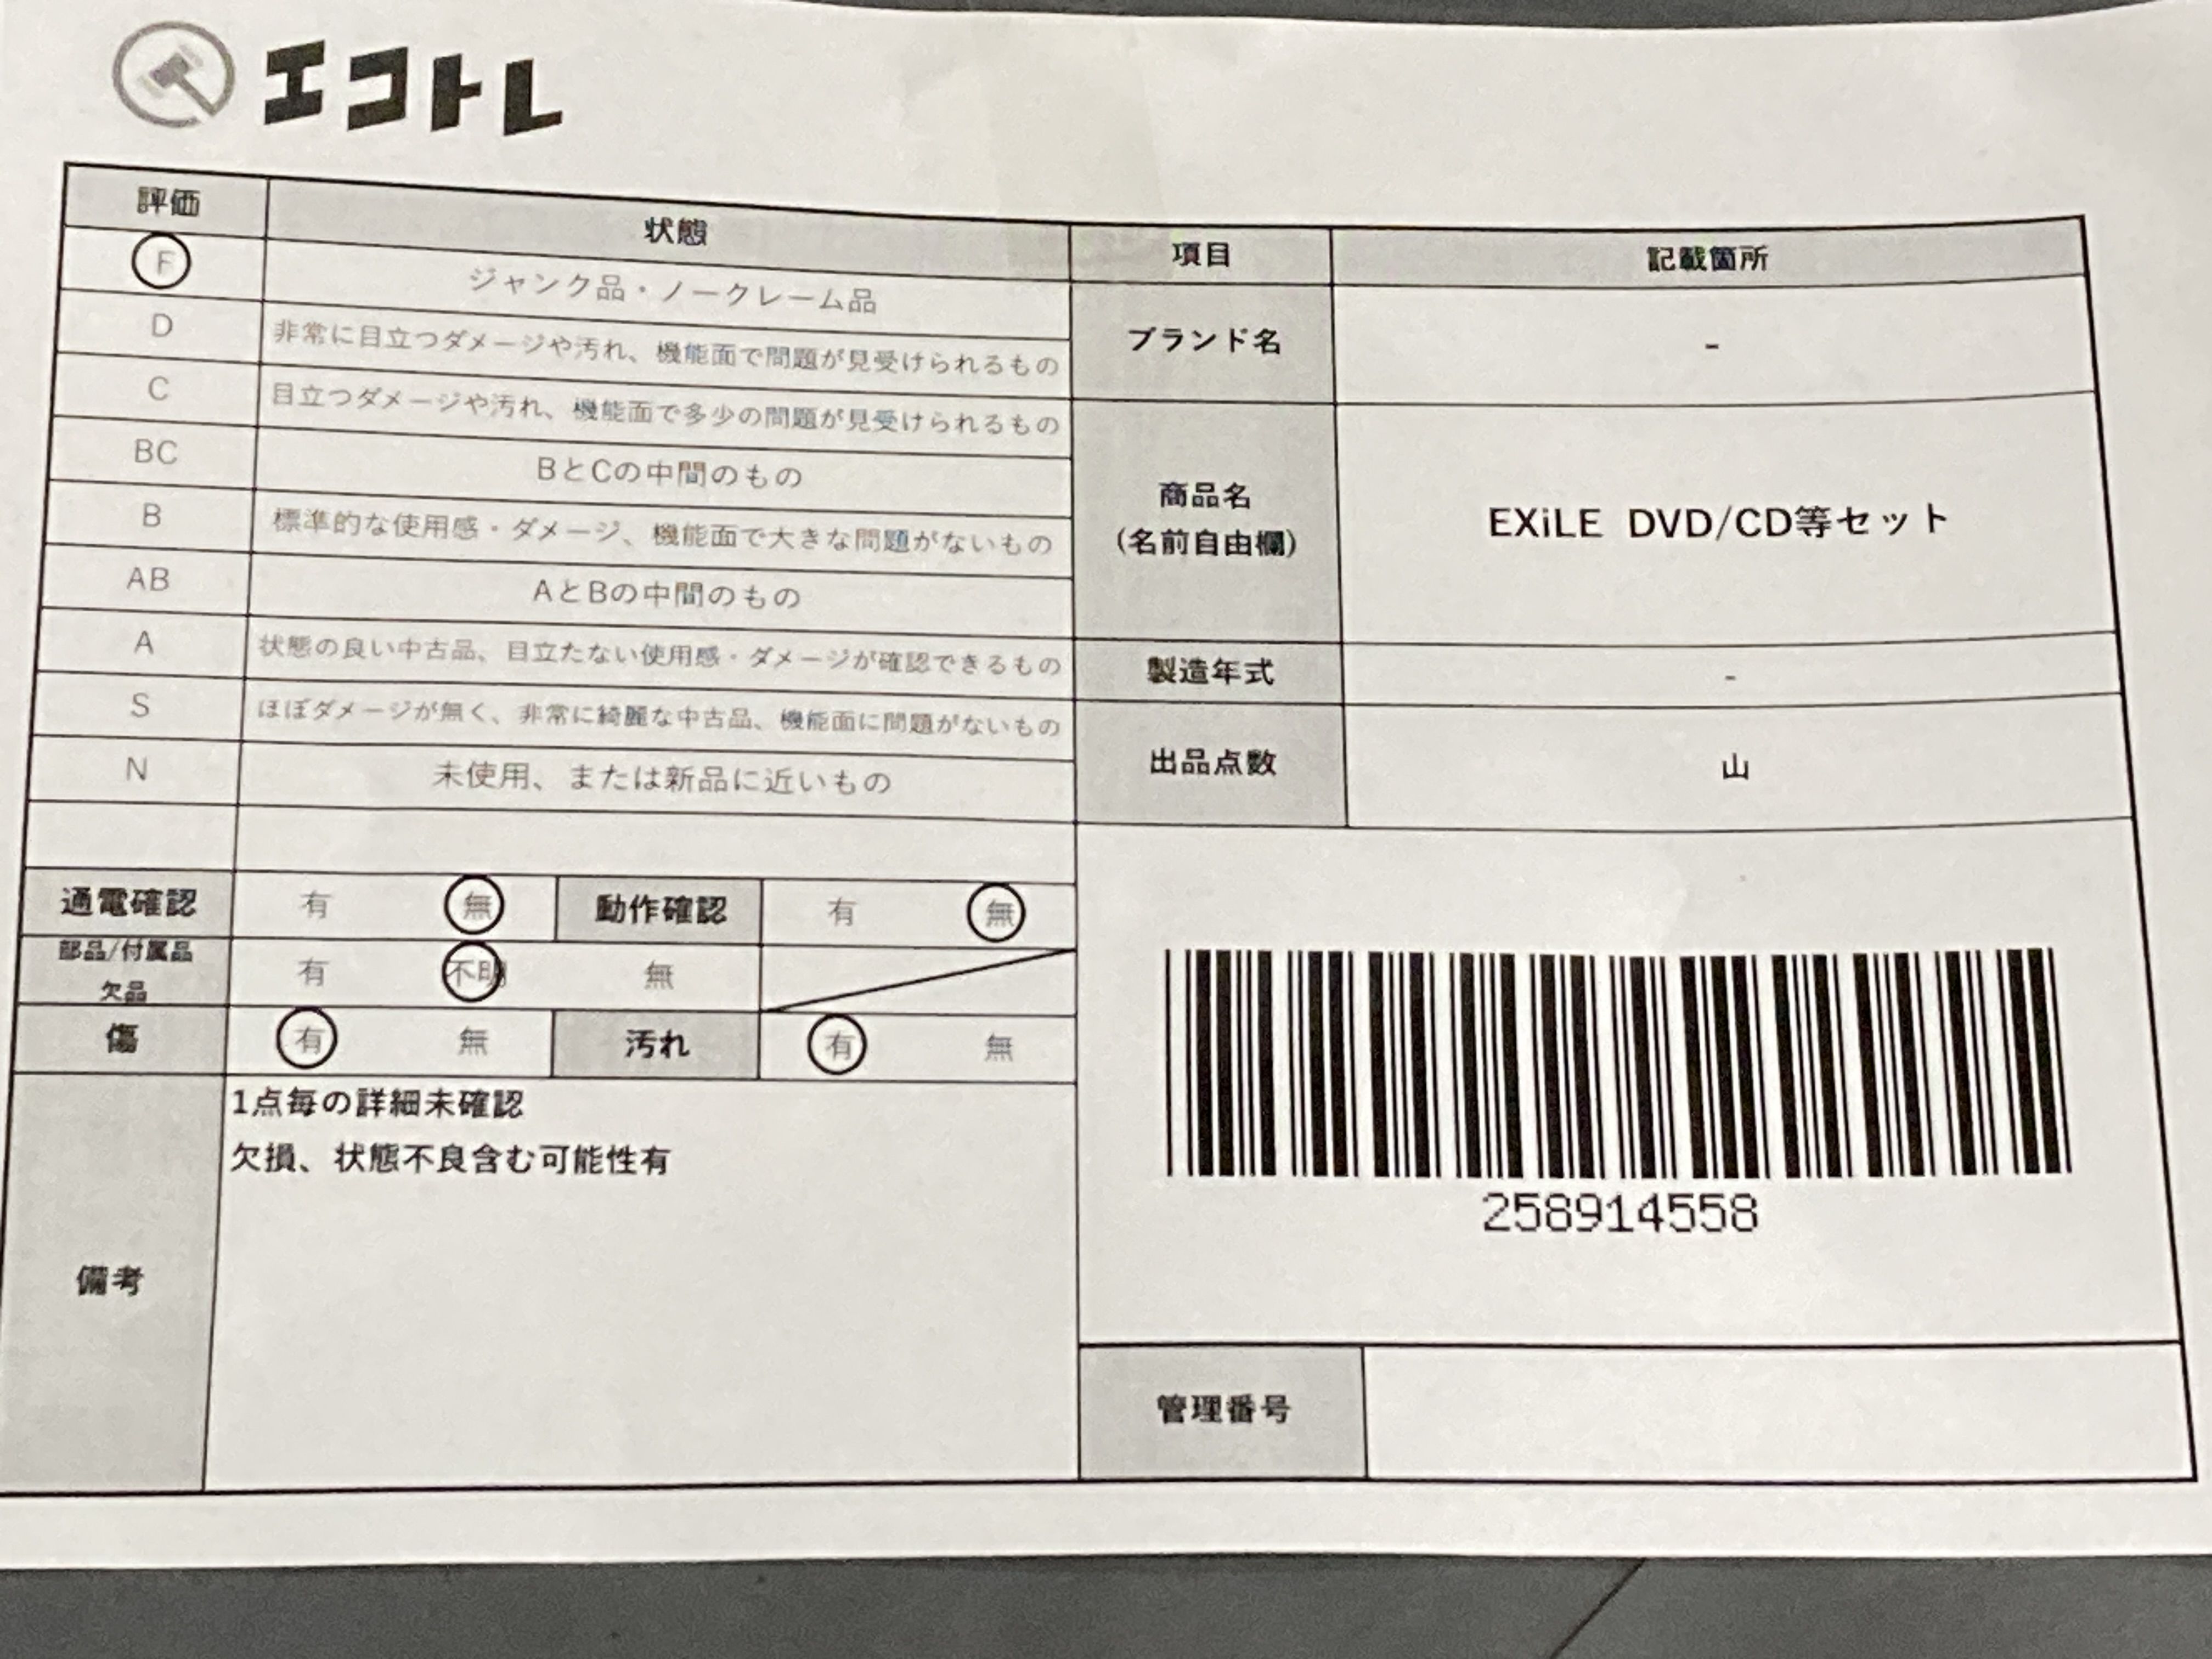 エコトレ
評価 状態
F ジャンク品・ノークレーム品
D 非常に目立つダメージや汚れ、機能面で問題が見受けられるもの
C 目立つダメージや汚れ、機能面で多少の問題が見受けられるもの
BC BとCの中間のもの
B 標準的な使用感・ダメージ、機能面で大きな問題がないもの
AB AとBの中間のもの
A 状態の良い中古品、目立たない使用感・ダメージが確認できるもの
S ほぼダメージが無く、非常に綺麗な中古品、機能面に問題がないもの
N 未使用、または新品に近いもの
通電確認 有 無 動作確認 有 無
部品/付属品
欠品 有 不明 無
傷 有 無 汚れ 有 無
備考
1点毎の詳細未確認
欠損、状態不良含む可能性有
項目 記載箇所
ブランド名 -
商品名
(名前自由欄) EXiLE DVD/CD等セット
製造年式 -
出品点数 山
258914558
管理番号